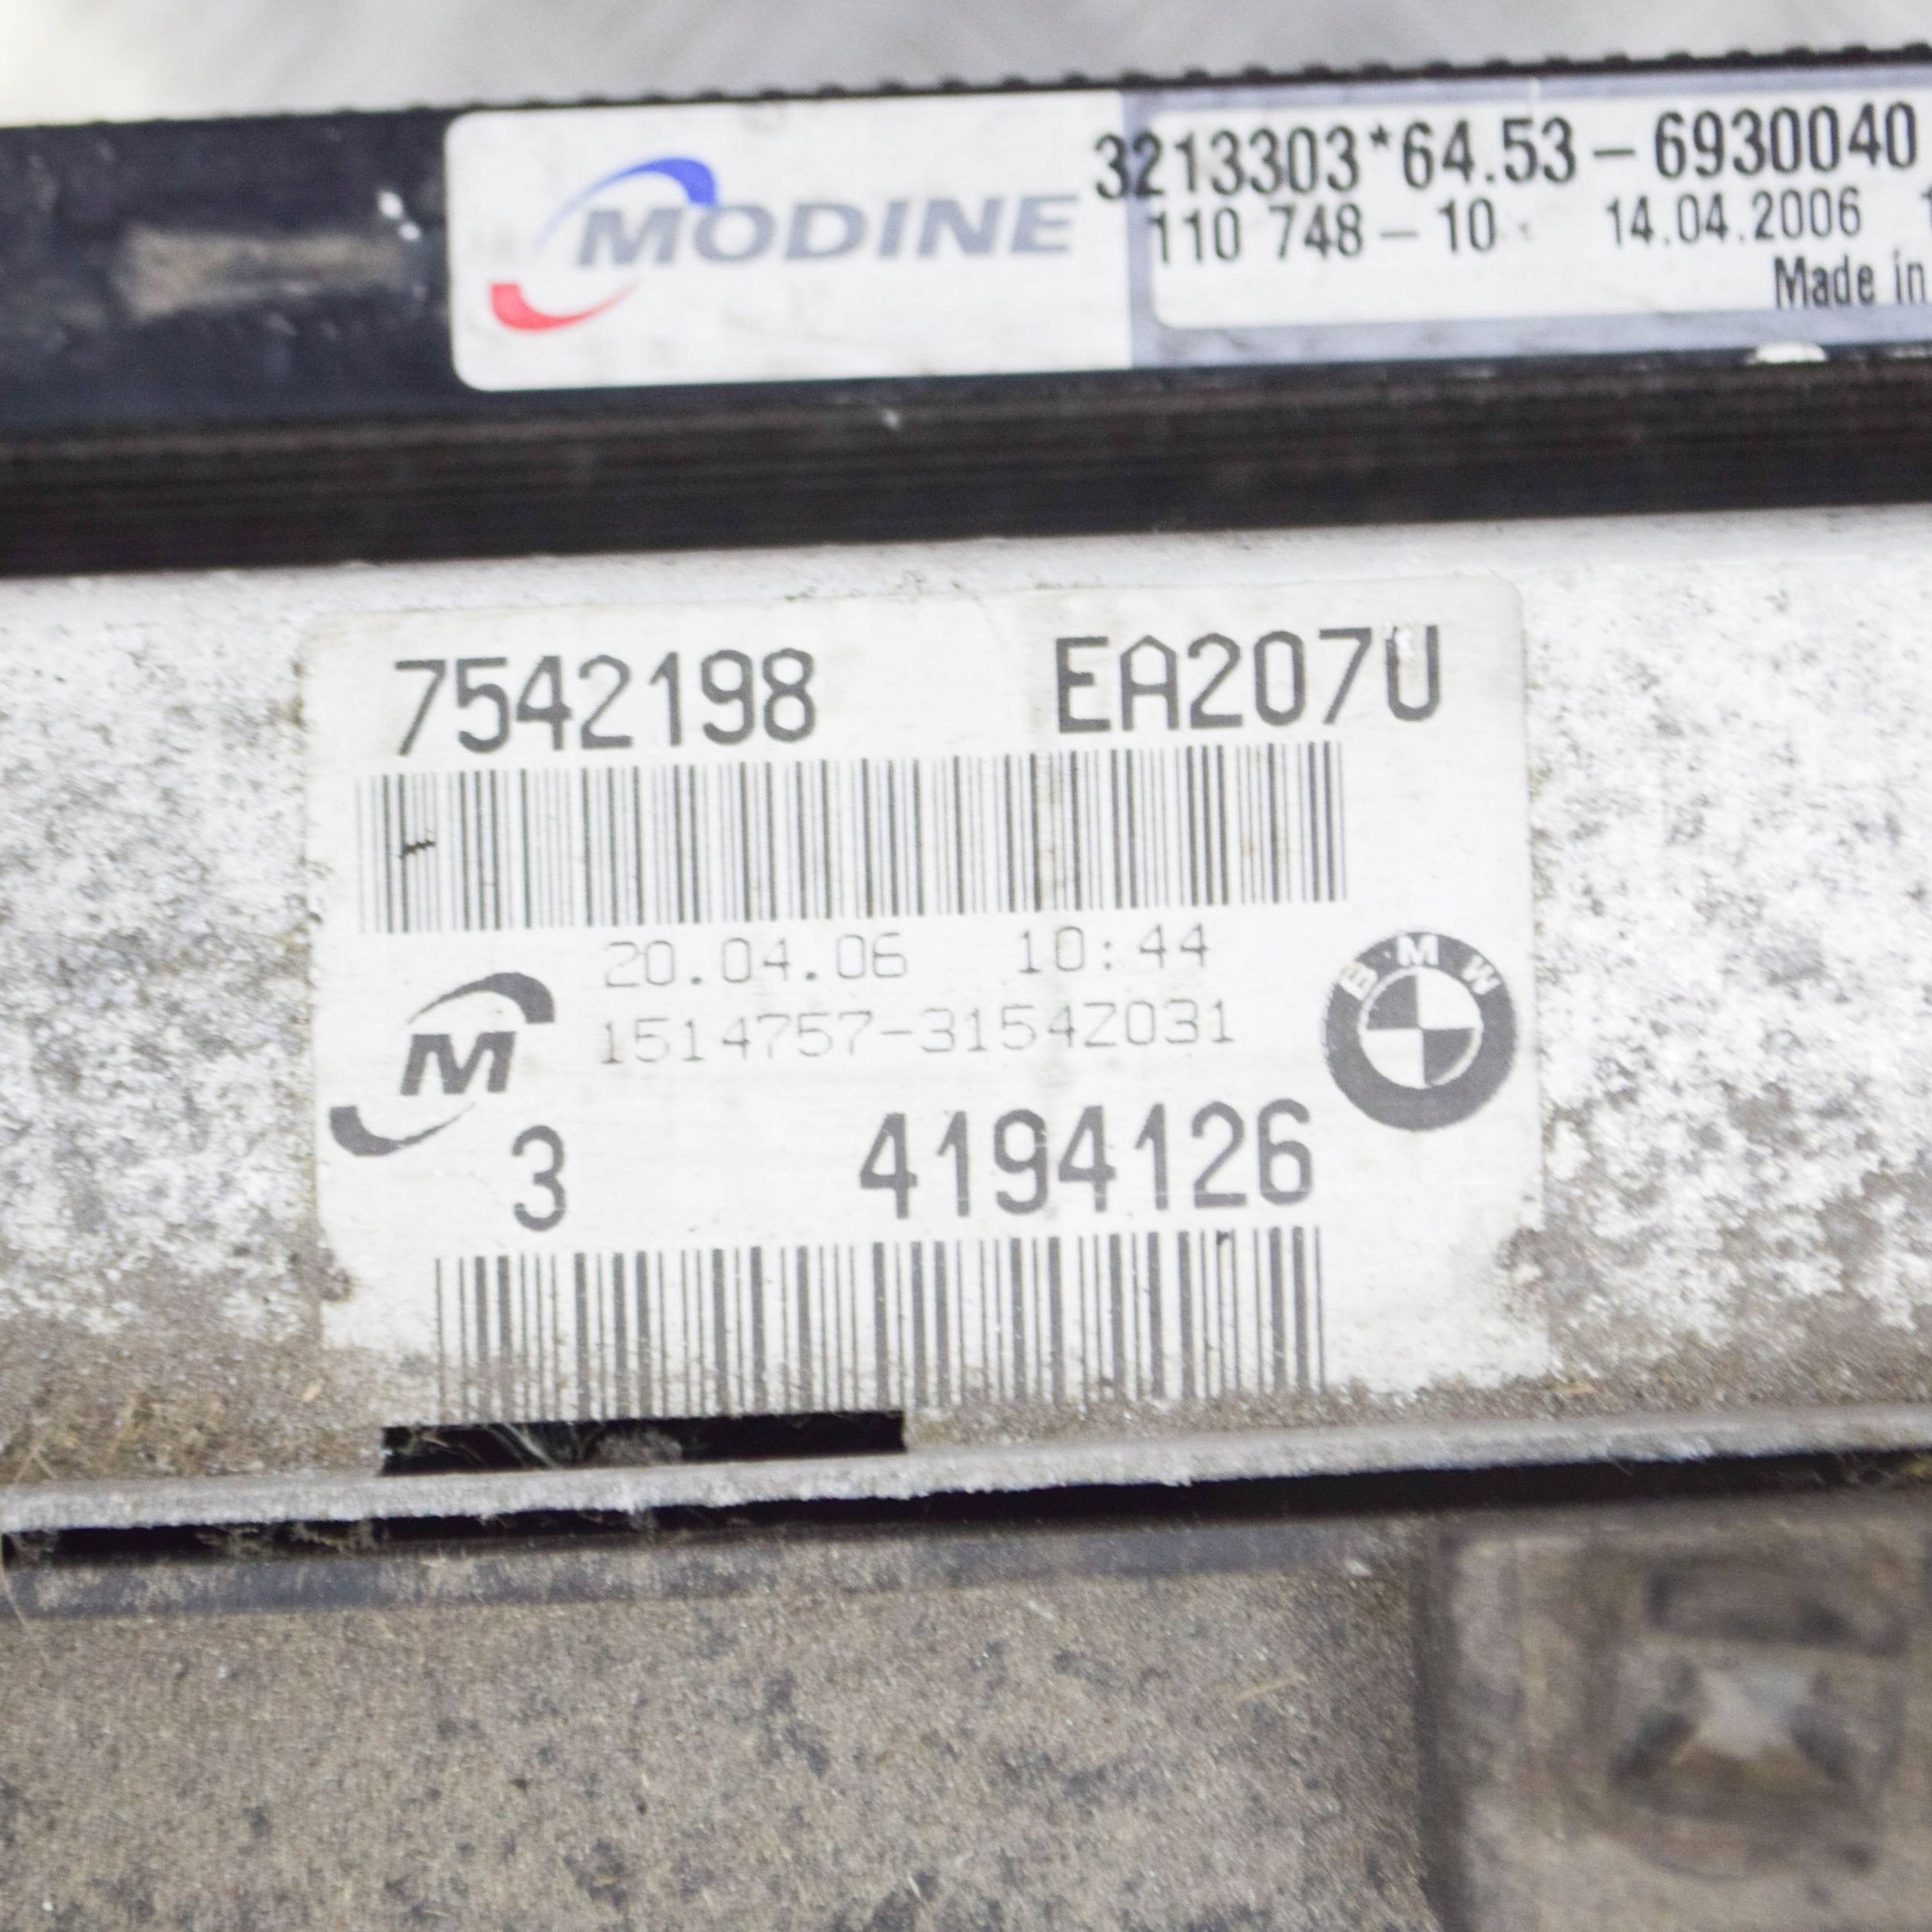 MODINE 3213303*64.53-6930040
110 748-10 14.04.2006
Made in
7542198 EA207U
20.04.06 10:44
1514757-3154Z031
BMW
M
3 4194126